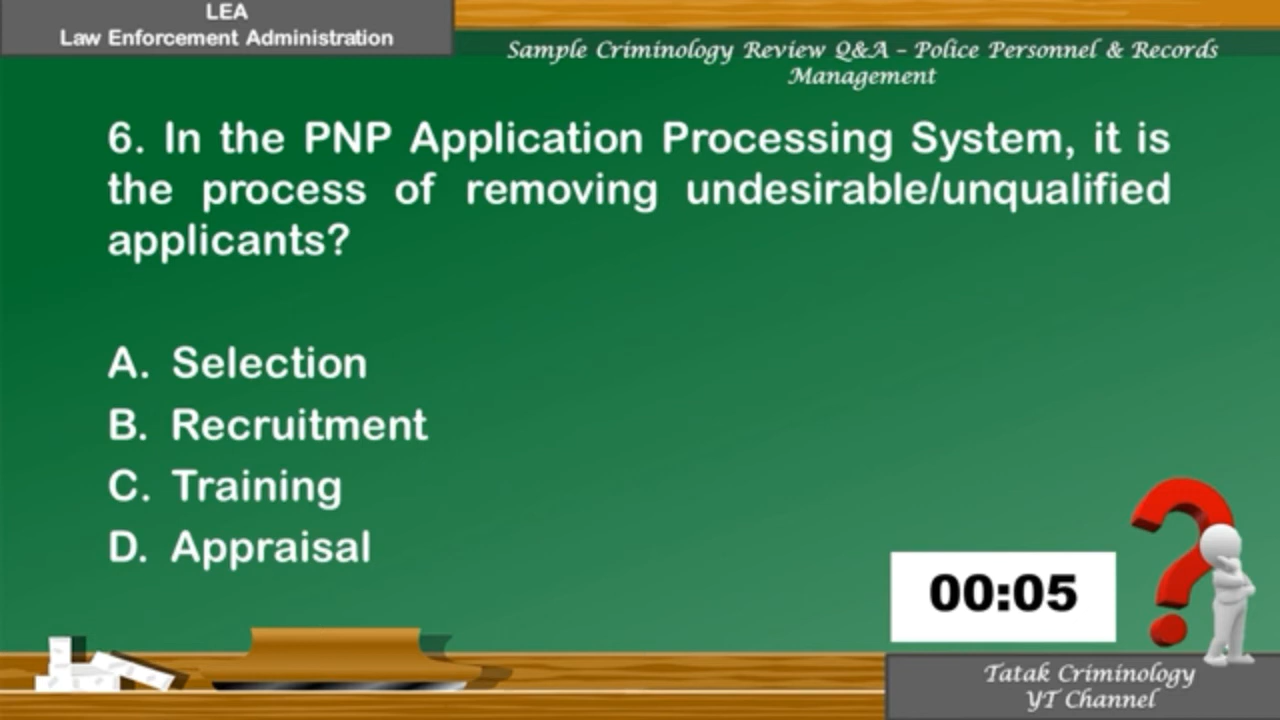 LEA
Law Enforcement Administration
Sample Criminology Review Q&A – Police Personnel & Records
Management
6. In the PNP Application Processing System, it is
the process of removing undesirable/unqualified
applicants?
A. Selection
B. Recruitment
C. Training
D. Appraisal
00:05
Tatak Criminology
YT Channel